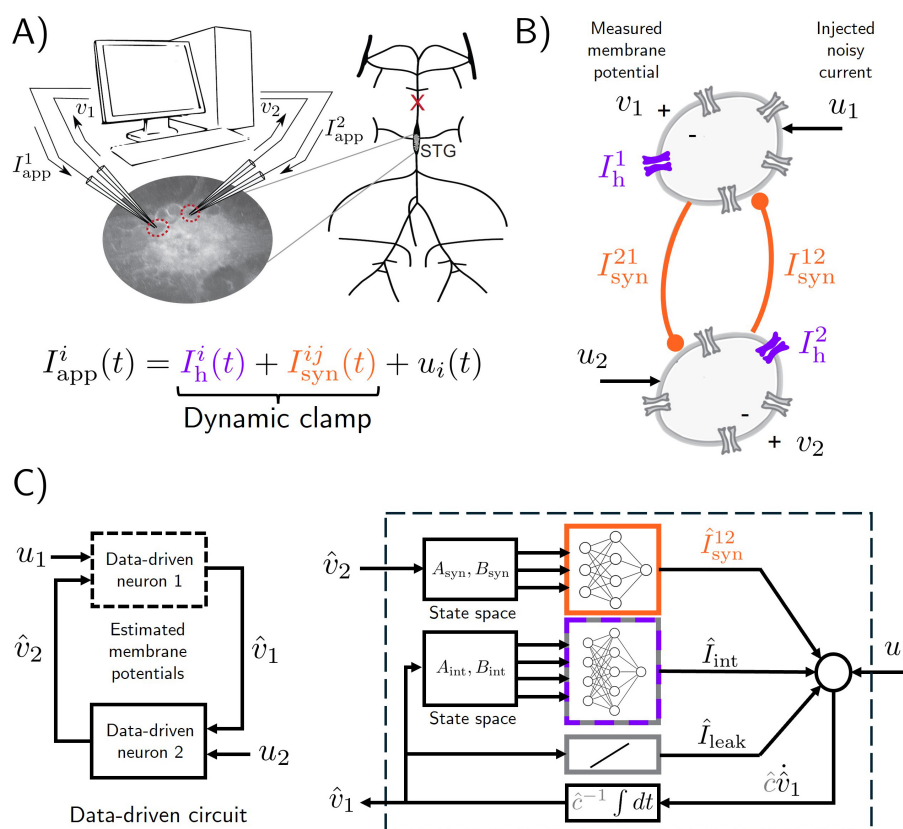 A)
v₁
v₂
I¹app
I²app
STG
Iⁱapp(t) = Iⁱh(t) + Iⁱʲsyn(t) + uᵢ(t)
Dynamic clamp
B)
Measured
membrane
potential
Injected
noisy
current
v₁
+
-
u₁
I¹h
I²¹syn
I¹²syn
I²h
u₂
-
+ v₂
C)
u₁
Data-driven
neuron 1
v̂₂
Estimated
membrane
potentials
v̂₁
Data-driven
neuron 2
u₂
Data-driven circuit
v̂₂
Asyn, Bsyn
State space
Î¹²syn
Aint, Bint
State space
Îint
u
Îleak
ĉv̂̇₁
v̂₁
ĉ⁻¹ ∫ dt